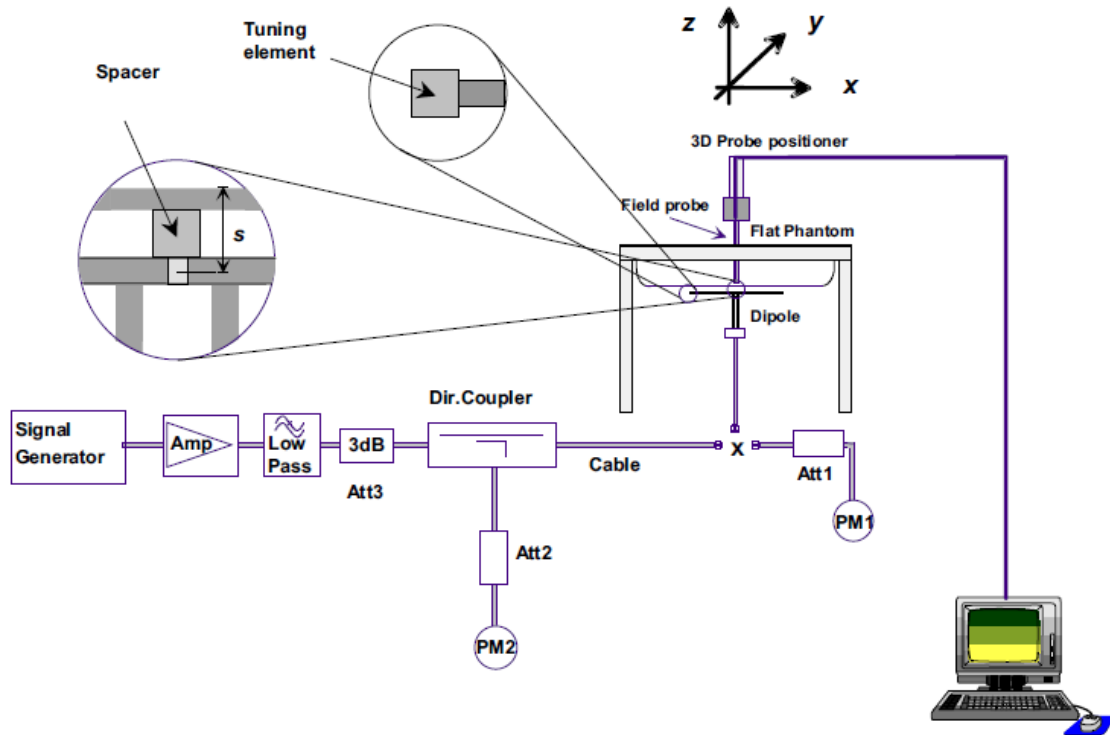 Tuning
element
Spacer
z
y
x
s
3D Probe positioner
Field probe
Flat Phantom
Dipole
Dir.Coupler
Signal
Generator
Amp
Low
Pass
3dB
Att3
Cable
X
Att1
PM1
Att2
PM2